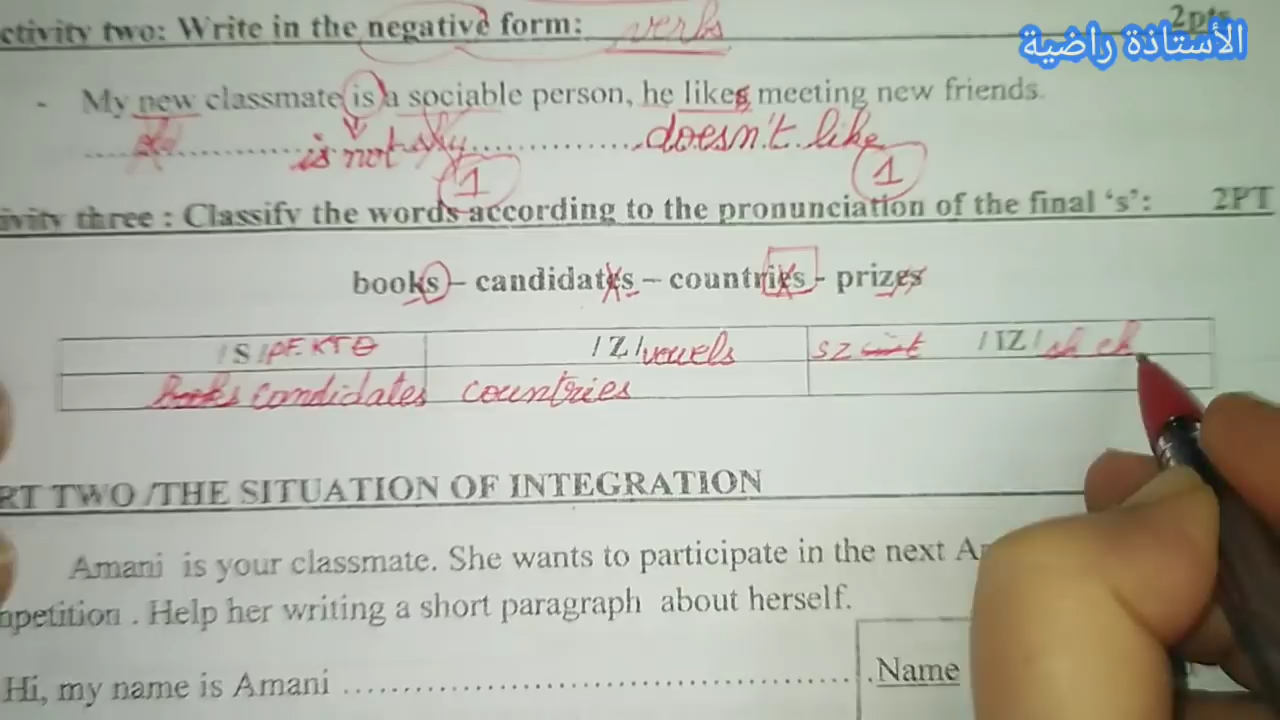 ctivity two: Write in the negative form: verbs 2pts
الأستاذة راضية
- My new classmate is a sociable person, he likes meeting new friends.
is not shy doesn't like
1 1
ivity three : Classify the words according to the pronunciation of the final ‘s’: 2PT
books – candidates – countries - prizes
/S/ PFKTθ /Z/ vowels SZ /IZ/ sh ch
Books candidates countries
RT TWO /THE SITUATION OF INTEGRATION
Amani is your classmate. She wants to participate in the next
mpetition . Help her writing a short paragraph about herself.
Hi, my name is Amani .................................................. . Name